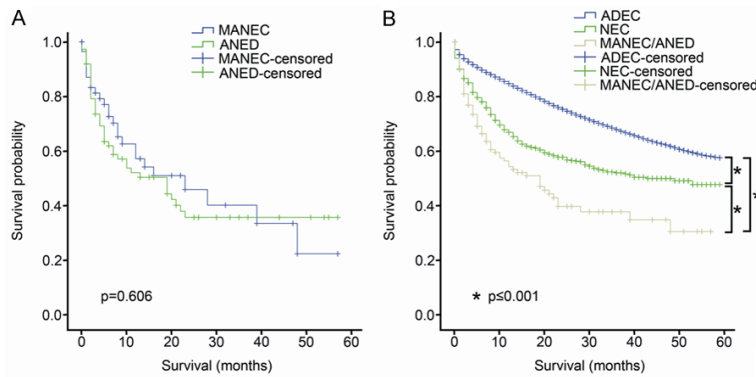 A
MANEC
ANED
MANEC-censored
ANED-censored
Survival probability
1.0
0.8
0.6
0.4
0.2
0.0
p=0.606
0 10 20 30 40 50 60
Survival (months)
B
ADEC
NEC
MANEC/ANED
ADEC-censored
NEC-censored
MANEC/ANED-censored
Survival probability
1.0
0.8
0.6
0.4
0.2
0.0
*
*
*
* p≤0.001
0 10 20 30 40 50 60
Survival (months)